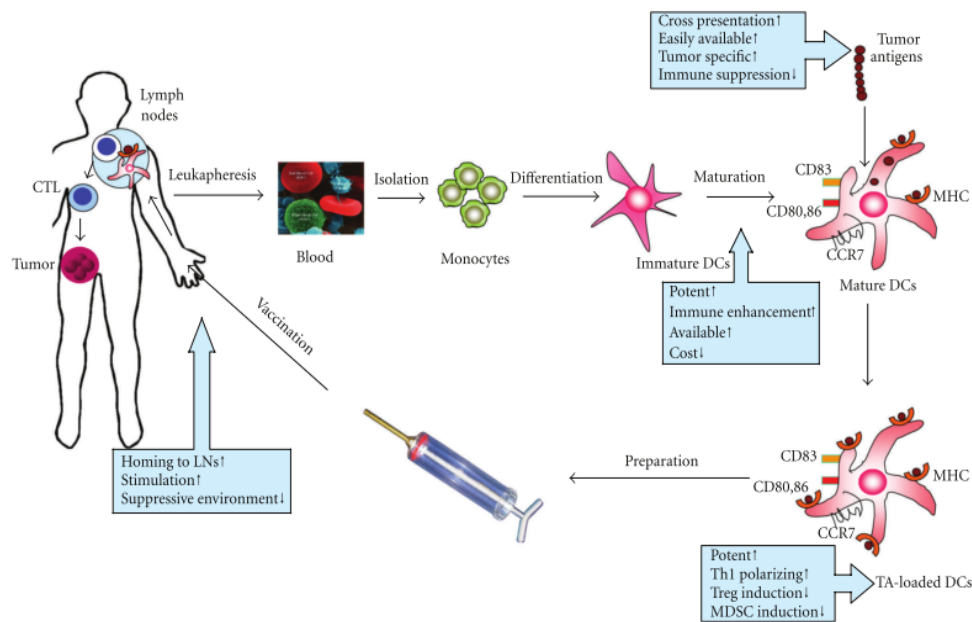 Cross presentation↑
Easily available↑
Tumor specific↑
Immune suppression↓
Tumor
antigens
Lymph
nodes
CTL
Tumor
Leukapheresis
Blood
Isolation
Monocytes
Differentiation
Immature DCs
Maturation
CD83
CD80,86
CCR7
MHC
Mature DCs
Potent↑
Immune enhancement↑
Available↑
Cost↓
Vaccination
Homing to LNs↑
Stimulation↑
Suppressive environment↓
Preparation
CD83
CD80,86
CCR7
MHC
TA-loaded DCs
Potent↑
Th1 polarizing↑
Treg induction↓
MDSC induction↓